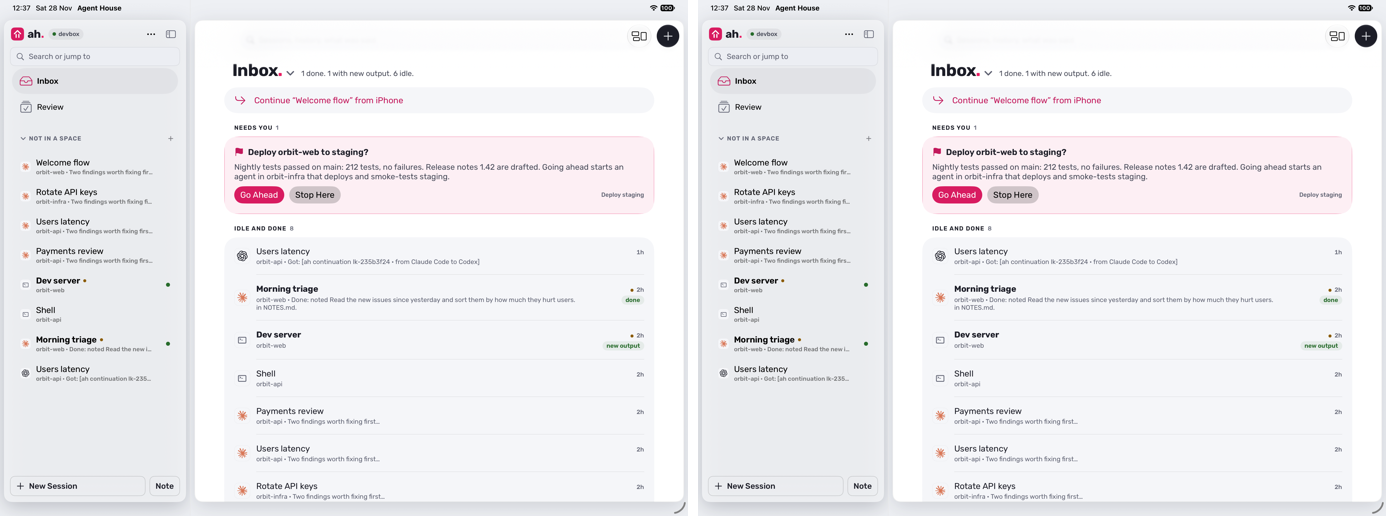 12:37 Sat 28 Nov Agent House
100
ah. devbox
Search or jump to
Inbox
Review
NOT IN A SPACE
Welcome flow
orbit-web • Two findings worth fixing fir...
Rotate API keys
orbit-infra • Two findings worth fixing fi...
Users latency
orbit-api • Two findings worth fixing firs...
Payments review
orbit-api • Two findings worth fixing firs...
Dev server
orbit-web
Shell
orbit-api
Morning triage
orbit-web • Done: noted Read the new i...
Users latency
orbit-api • Got: [ah continuation lk-235...
New Session
Note
Inbox. 1 done. 1 with new output. 6 idle.
Continue “Welcome flow” from iPhone
NEEDS YOU 1
Deploy orbit-web to staging?
Nightly tests passed on main: 212 tests, no failures. Release notes 1.42 are drafted. Going ahead starts an
agent in orbit-infra that deploys and smoke-tests staging.
Go Ahead
Stop Here
Deploy staging
IDLE AND DONE 8
Users latency 1h
orbit-api • Got: [ah continuation lk-235b3f24 • from Claude Code to Codex]
Morning triage 2h
orbit-web • Done: noted Read the new issues since yesterday and sort them by how much they hurt users. done
in NOTES.md.
Dev server 2h
orbit-web new output
Shell 2h
orbit-api
Payments review 2h
orbit-api • Two findings worth fixing first...
Users latency 2h
orbit-api • Two findings worth fixing first...
Rotate API keys 2h
orbit-infra • Two findings worth fixing first...
12:37 Sat 28 Nov Agent House
100
ah. devbox
Search or jump to
Inbox
Review
NOT IN A SPACE
Welcome flow
orbit-web • Two findings worth fixing fir...
Rotate API keys
orbit-infra • Two findings worth fixing fi...
Users latency
orbit-api • Two findings worth fixing firs...
Payments review
orbit-api • Two findings worth fixing firs...
Dev server
orbit-web
Shell
orbit-api
Morning triage
orbit-web • Done: noted Read the new i...
Users latency
orbit-api • Got: [ah continuation lk-235...
New Session
Note
Inbox. 1 done. 1 with new output. 6 idle.
Continue “Welcome flow” from iPhone
NEEDS YOU 1
Deploy orbit-web to staging?
Nightly tests passed on main: 212 tests, no failures. Release notes 1.42 are drafted. Going ahead starts an
agent in orbit-infra that deploys and smoke-tests staging.
Go Ahead
Stop Here
Deploy staging
IDLE AND DONE 8
Users latency 1h
orbit-api • Got: [ah continuation lk-235b3f24 • from Claude Code to Codex]
Morning triage 2h
orbit-web • Done: noted Read the new issues since yesterday and sort them by how much they hurt users. done
in NOTES.md.
Dev server 2h
orbit-web new output
Shell 2h
orbit-api
Payments review 2h
orbit-api • Two findings worth fixing first...
Users latency 2h
orbit-api • Two findings worth fixing first...
Rotate API keys 2h
orbit-infra • Two findings worth fixing first...